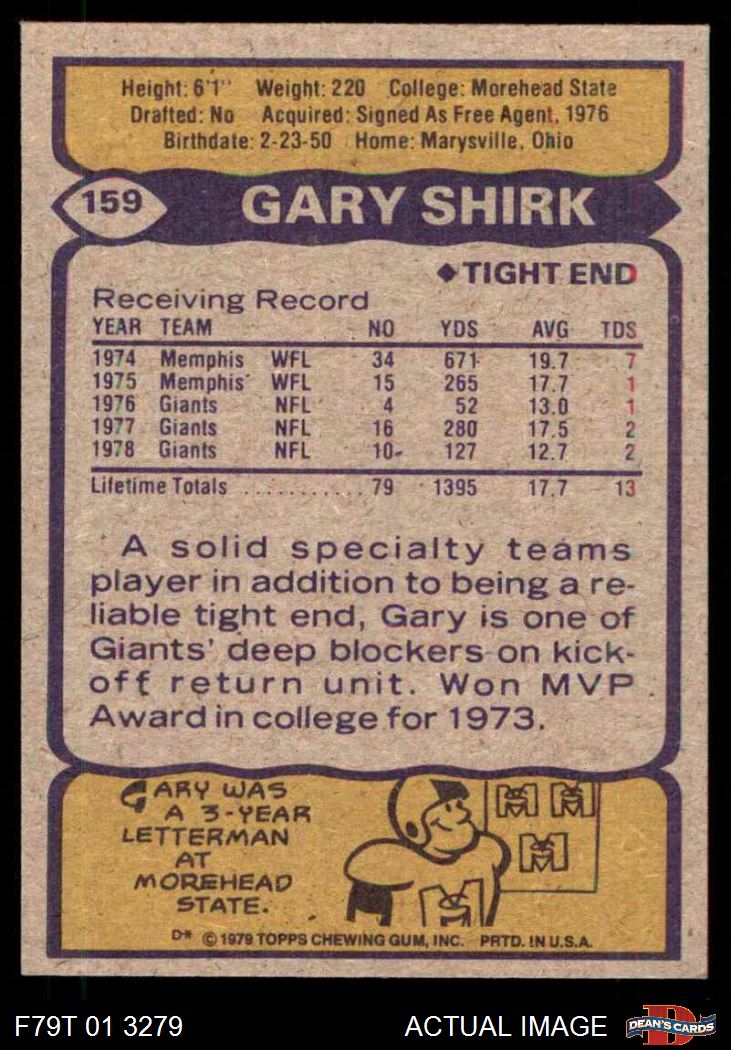 Height: 6'1" Weight: 220 College: Morehead State
Drafted: No Acquired: Signed As Free Agent, 1976
Birthdate: 2-23-50 Home: Marysville, Ohio
159 GARY SHIRK
◆TIGHT END
Receiving Record
YEAR TEAM NO YDS AVG TDS
1974 Memphis WFL 34 671 19.7 7
1975 Memphis WFL 15 265 17.7 1
1976 Giants NFL 4 52 13.0 1
1977 Giants NFL 16 280 17.5 2
1978 Giants NFL 10 127 12.7 2
Lifetime Totals ............ 79 1395 17.7 13
A solid specialty teams
player in addition to being a re-
liable tight end, Gary is one of
Giants' deep blockers on kick-
off return unit. Won MVP
Award in college for 1973.
GARY WAS
A 3-YEAR
LETTERMAN
AT
MOREHEAD
STATE.
M M
M
M
D* © 1979 TOPPS CHEWING GUM, INC. PRTD. IN U.S.A.
F79T 01 3279 ACTUAL IMAGE D DEAN'S CARDS